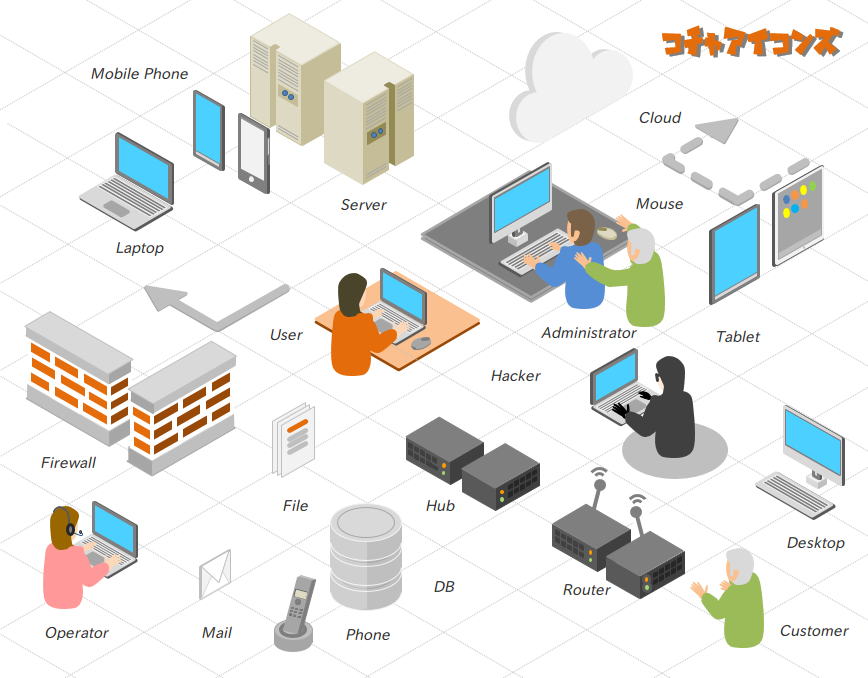 コチャアイコンズ
Mobile Phone
Cloud
Server
Mouse
Laptop
User
Administrator
Tablet
Hacker
Firewall
File
Hub
Desktop
DB
Router
Operator
Mail
Phone
Customer